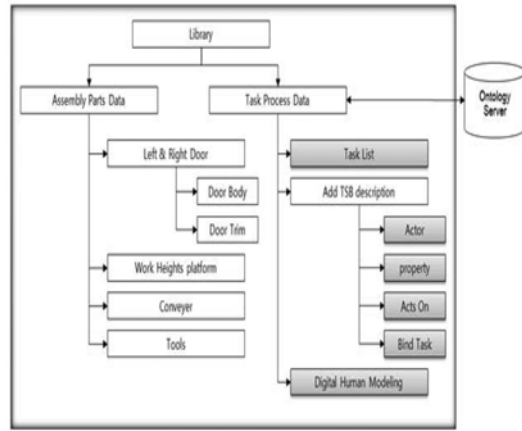 Library
Assembly Parts Data
Task Process Data
Ontology
Server
Left & Right Door
Task List
Door Body
Add TSB description
Door Trim
Actor
Work Heights platform
property
Conveyer
Acts On
Tools
Bind Task
Digital Human Modeling